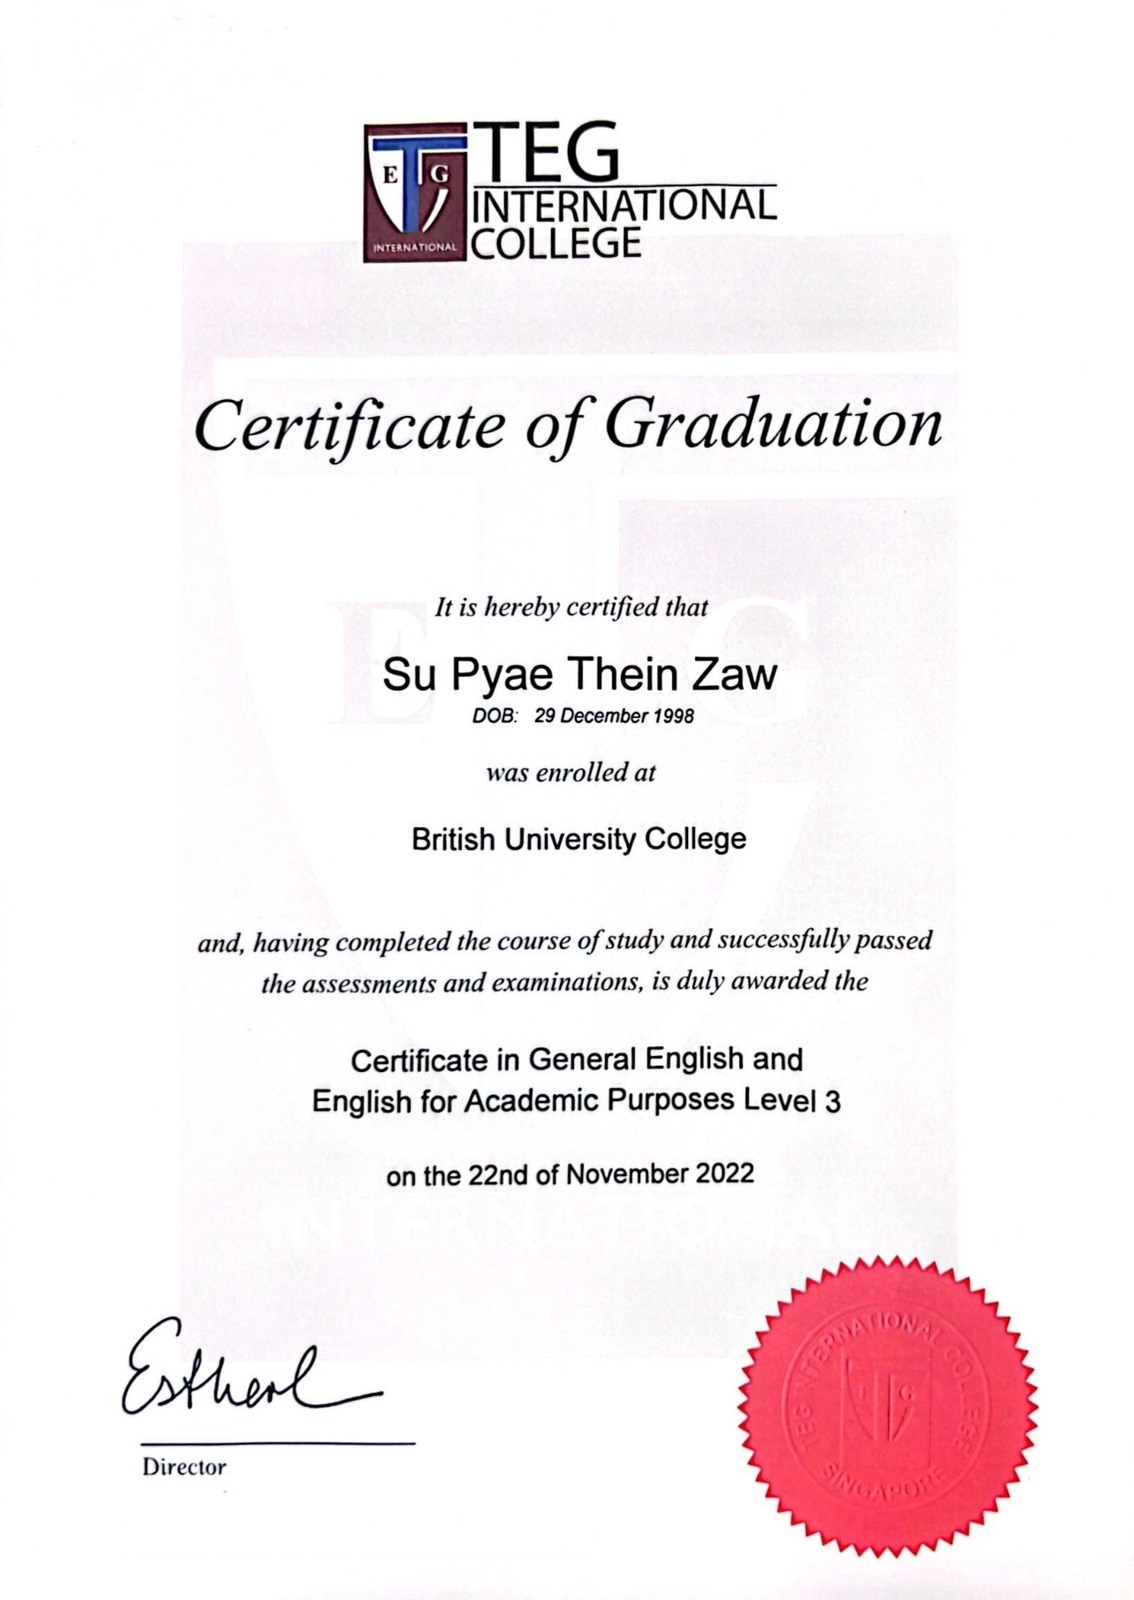 E T G
INTERNATIONAL
TEG
INTERNATIONAL
COLLEGE
Certificate of Graduation
It is hereby certified that
Su Pyae Thein Zaw
DOB: 29 December 1998
was enrolled at
British University College
and, having completed the course of study and successfully passed
the assessments and examinations, is duly awarded the
Certificate in General English and
English for Academic Purposes Level 3
on the 22nd of November 2022
E G
INTERNATIONAL
Director
TEG INTERNATIONAL COLLEGE
SINGAPORE